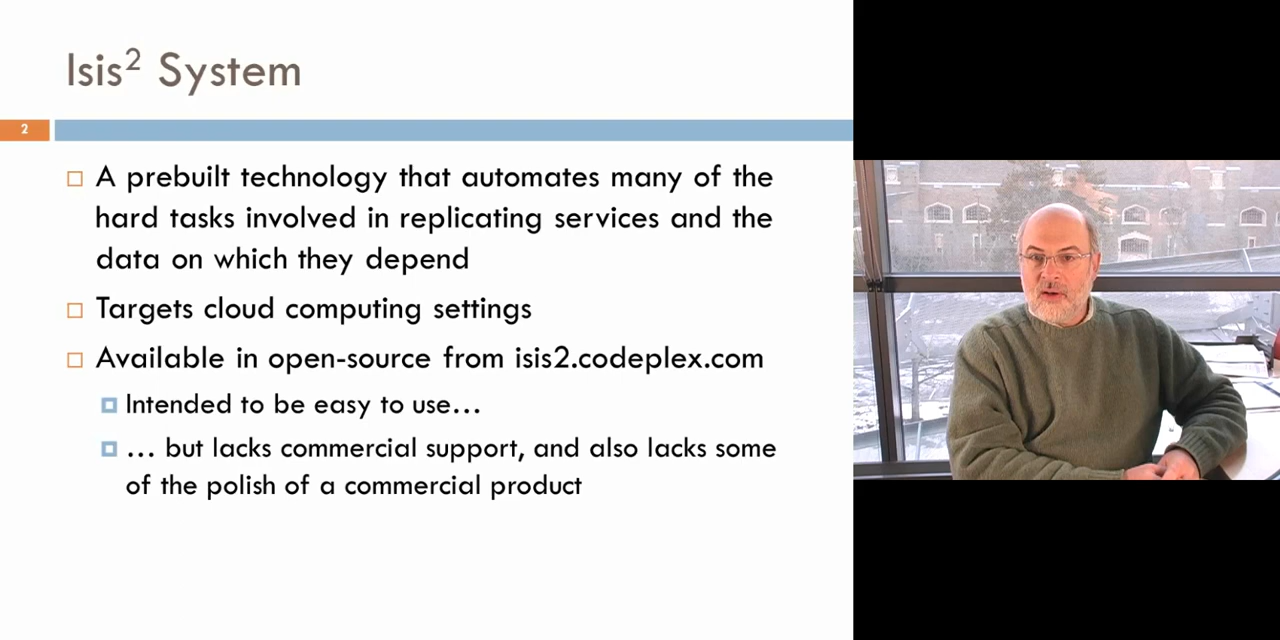 Isis² System
2
A prebuilt technology that automates many of the
hard tasks involved in replicating services and the
data on which they depend
Targets cloud computing settings
Available in open-source from isis2.codeplex.com
Intended to be easy to use…
… but lacks commercial support, and also lacks some
of the polish of a commercial product